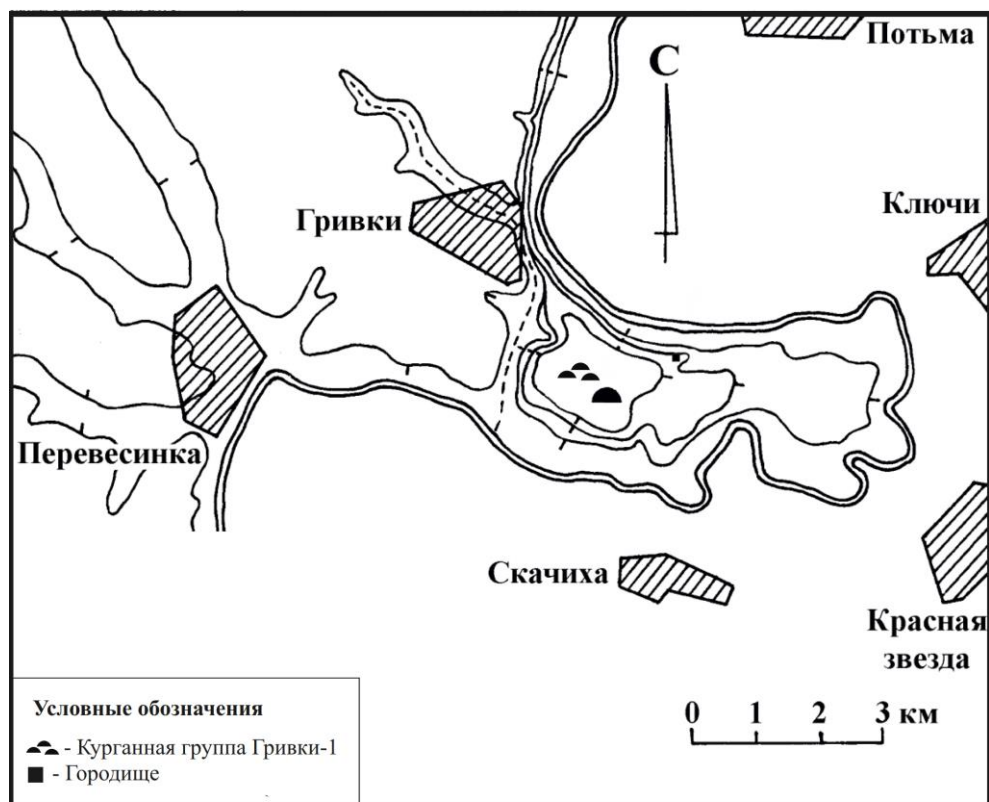 Потьма
С
Ключи
Гривки
Перевесинка
Скачиха
Красная
звезда
0 1 2 3 км
Условные обозначения
- Курганная группа Гривки-1
- Городище